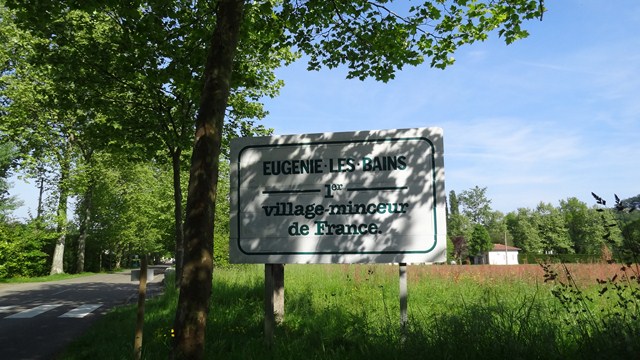 EUGENIE·LES·BAINS
1er
village-minceur
de France.